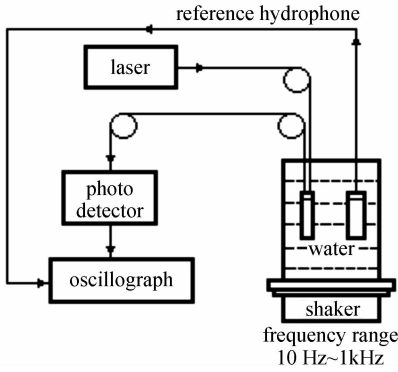 reference hydrophone
laser
photo
detector
oscillograph
water
shaker
frequency range
10 Hz~1kHz